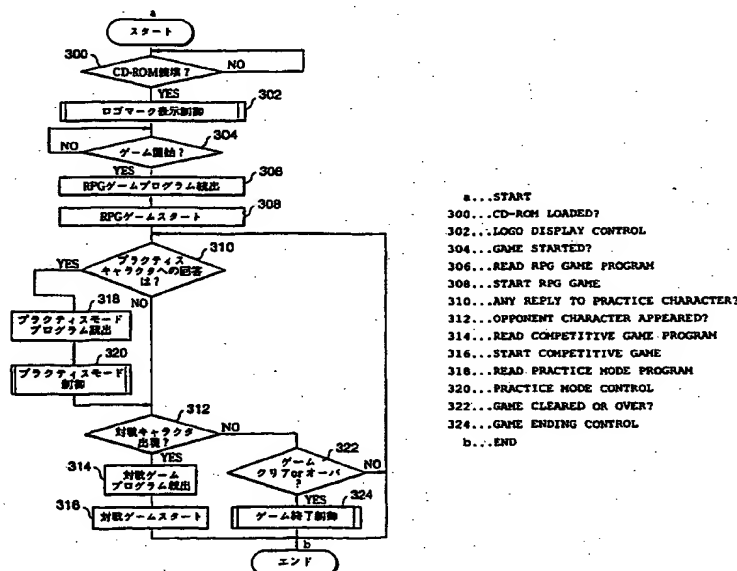 a
スタート
300
CD-ROM装填？
NO
YES
ロゴマーク表示制御
302
304
NO
ゲーム開始？
YES
306
RPGゲームプログラム読出
308
RPGゲームスタート
310
YES
プラクティス
キャラクタへの回答
は？
NO
318
プラクティスモード
プログラム読出
320
プラクティスモード
制御
312
対戦キャラクタ
出現？
NO
YES
322
ゲーム
クリアorオーバ
？
NO
YES
314
対戦ゲーム
プログラム読出
324
ゲーム終了制御
316
対戦ゲームスタート
b
エンド
a...START
300...CD-ROM LOADED?
302...LOGO DISPLAY CONTROL
304...GAME STARTED?
306...READ RPG GAME PROGRAM
308...START RPG GAME
310...ANY REPLY TO PRACTICE CHARACTER?
312...OPPONENT CHARACTER APPEARED?
314...READ COMPETITIVE GAME PROGRAM
316...START COMPETITIVE GAME
318...READ PRACTICE MODE PROGRAM
320...PRACTICE MODE CONTROL
322...GAME CLEARED OR OVER?
324...GAME ENDING CONTROL
b...END